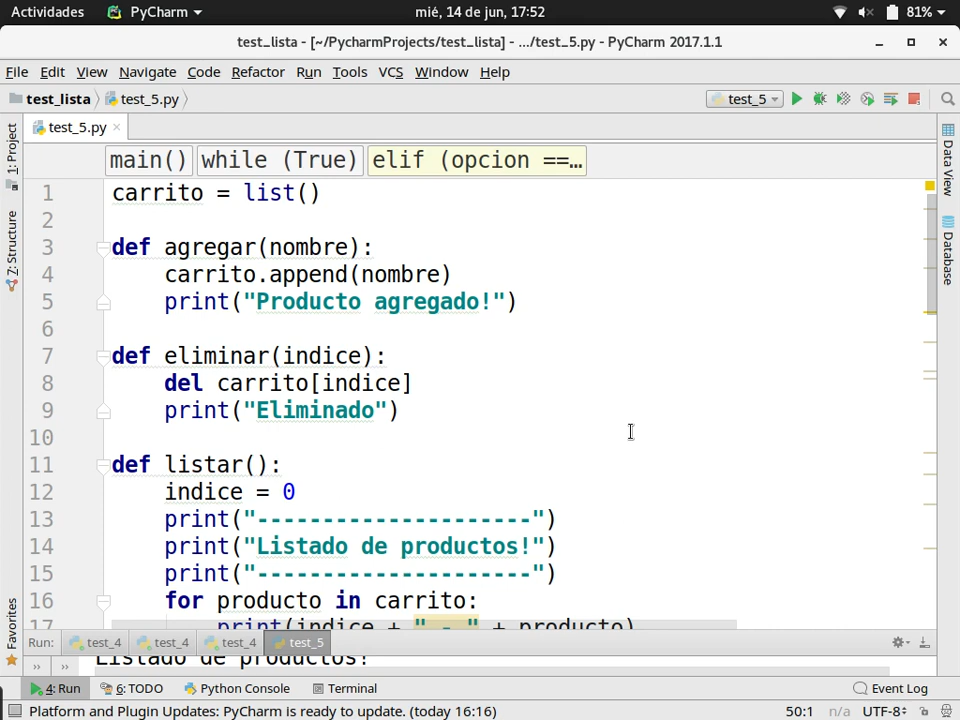 Actividades PyCharm mié, 14 de jun, 17:52 81%
test_lista - [~/PycharmProjects/test_lista] - .../test_5.py - PyCharm 2017.1.1
File Edit View Navigate Code Refactor Run Tools VCS Window Help
test_lista test_5.py test_5
test_5.py
main() while (True) elif (opcion ==…
1 carrito = list()
2
3 def agregar(nombre):
4 carrito.append(nombre)
5 print("Producto agregado!")
6
7 def eliminar(indice):
8 del carrito[indice]
9 print("Eliminado")
10
11 def listar():
12 indice = 0
13 print("---------------------")
14 print("Listado de productos!")
15 print("---------------------")
16 for producto in carrito:
17 print(indice + " - " + producto)
Run: test_4 test_4 test_4 test_5
Listado de productos!
4: Run 6: TODO Python Console Terminal Event Log
Platform and Plugin Updates: PyCharm is ready to update. (today 16:16) 50:1 n/a UTF-8
1: Project
7: Structure
Favorites
Data View
Database